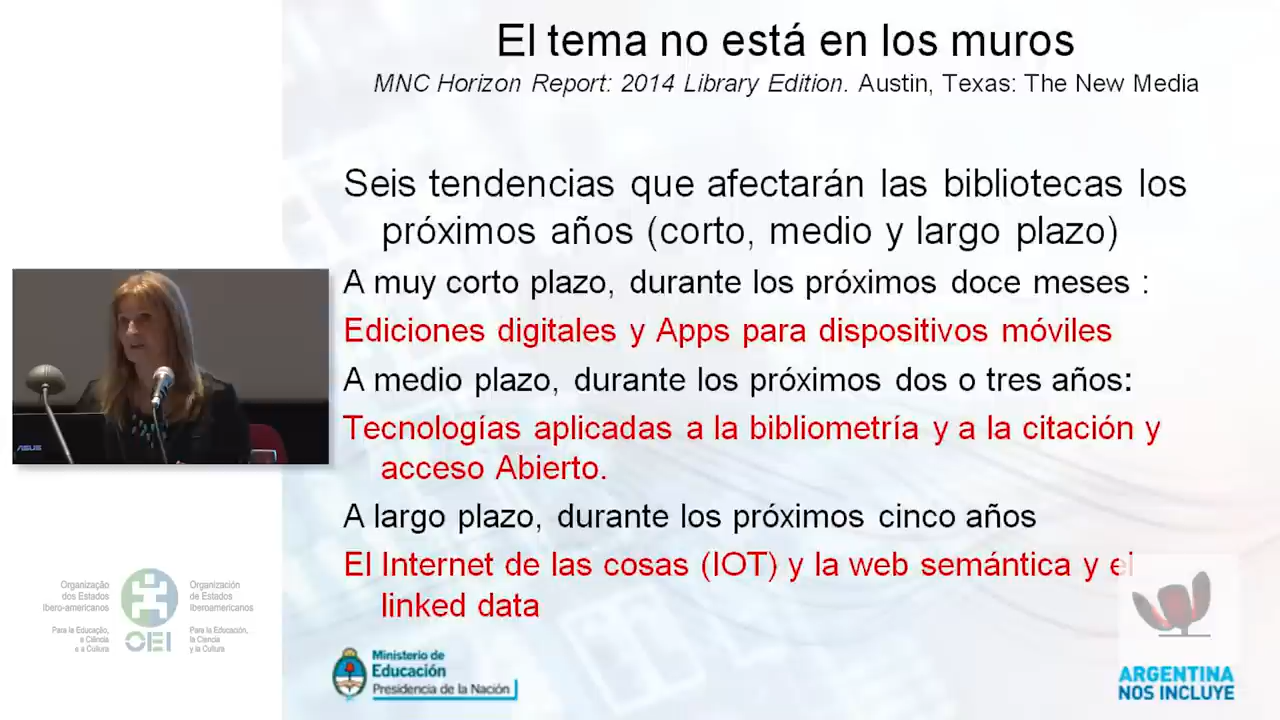 El tema no está en los muros
MNC Horizon Report: 2014 Library Edition. Austin, Texas: The New Media
Seis tendencias que afectarán las bibliotecas los
próximos años (corto, medio y largo plazo)
A muy corto plazo, durante los próximos doce meses :
Ediciones digitales y Apps para dispositivos móviles
A medio plazo, durante los próximos dos o tres años:
Tecnologías aplicadas a la bibliometría y a la citación y
acceso Abierto.
A largo plazo, durante los próximos cinco años
El Internet de las cosas (IOT) y la web semántica y el
linked data
ASUS
Organização
dos Estados
Ibero-americanos
Para la Educação,
a Ciência
e a Cultura
OEI
Organización
de Estados
Iberoamericanos
Para la Educación,
la Ciencia
y la Cultura
Ministerio de
Educación
Presidencia de la Nación
ARGENTINA
NOS INCLUYE